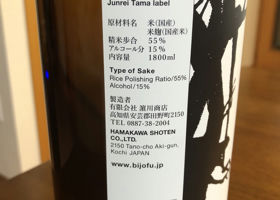 Junrei Tama label
原材料名　米(国産)
米麹(国産米)
精米歩合　55%
アルコール分　15%
内容量　1800ml
Type of Sake
Rice Polishing Ratio/55%
Alcohol/15%
製造者
有限会社 濵川商店
高知県安芸郡田野町2150
TEL 0887-38-2004
HAMAKAWA SHOTEN
CO.,LTD.
2150 Tano-cho Aki-gun,
Kochi JAPAN
www.bijofu.jp